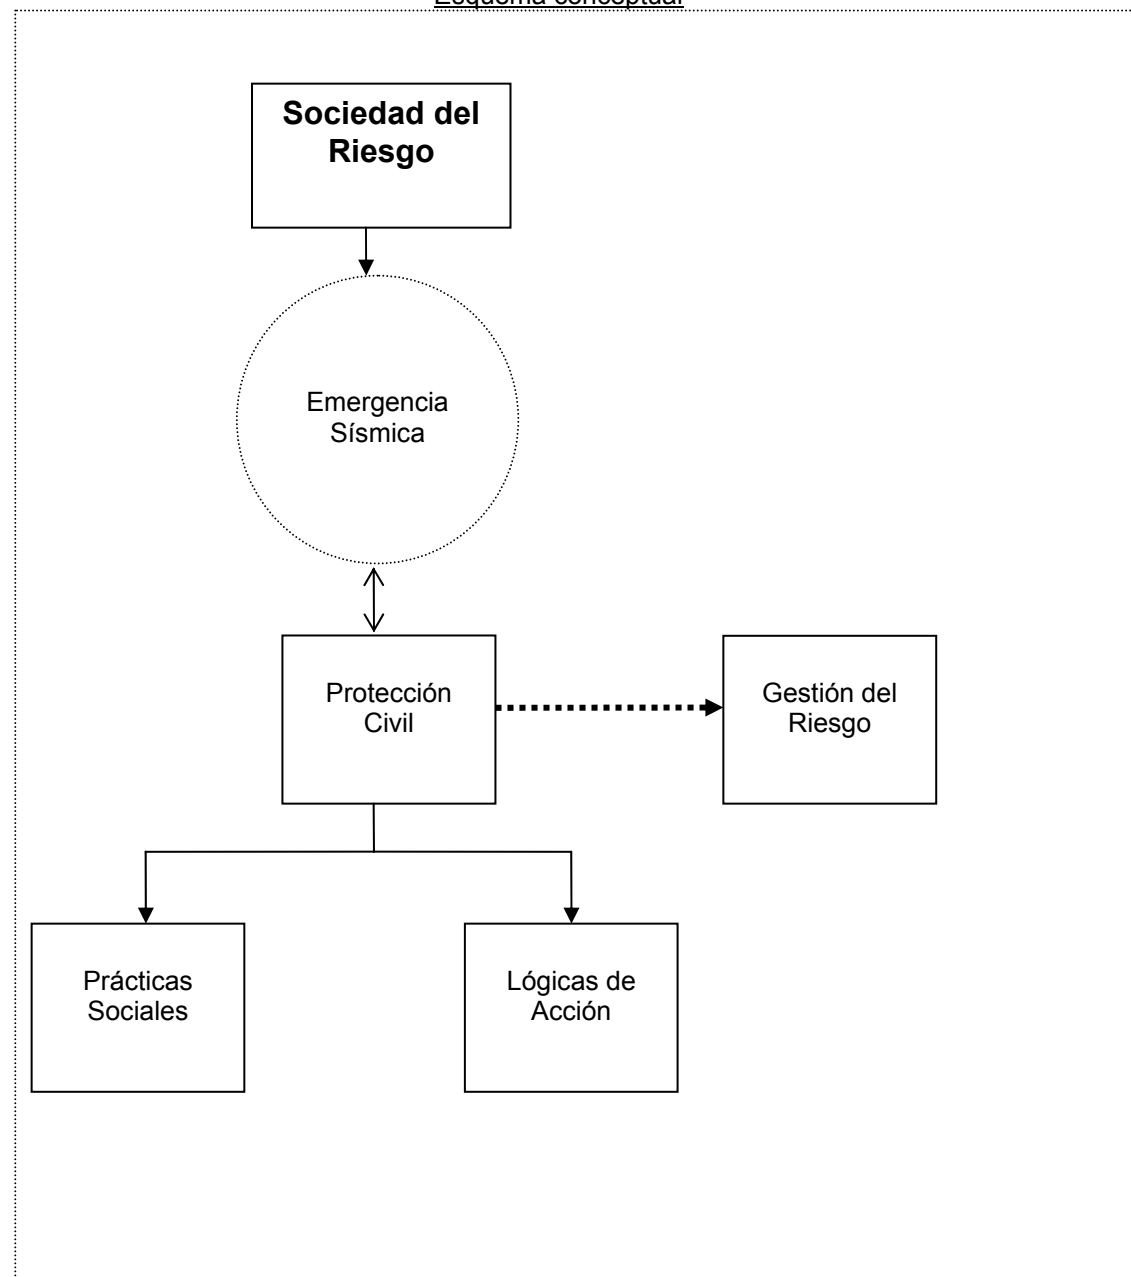 Esquema conceptual
Sociedad del
Riesgo
Emergencia
Sísmica
Protección
Civil
Gestión del
Riesgo
Prácticas
Sociales
Lógicas de
Acción